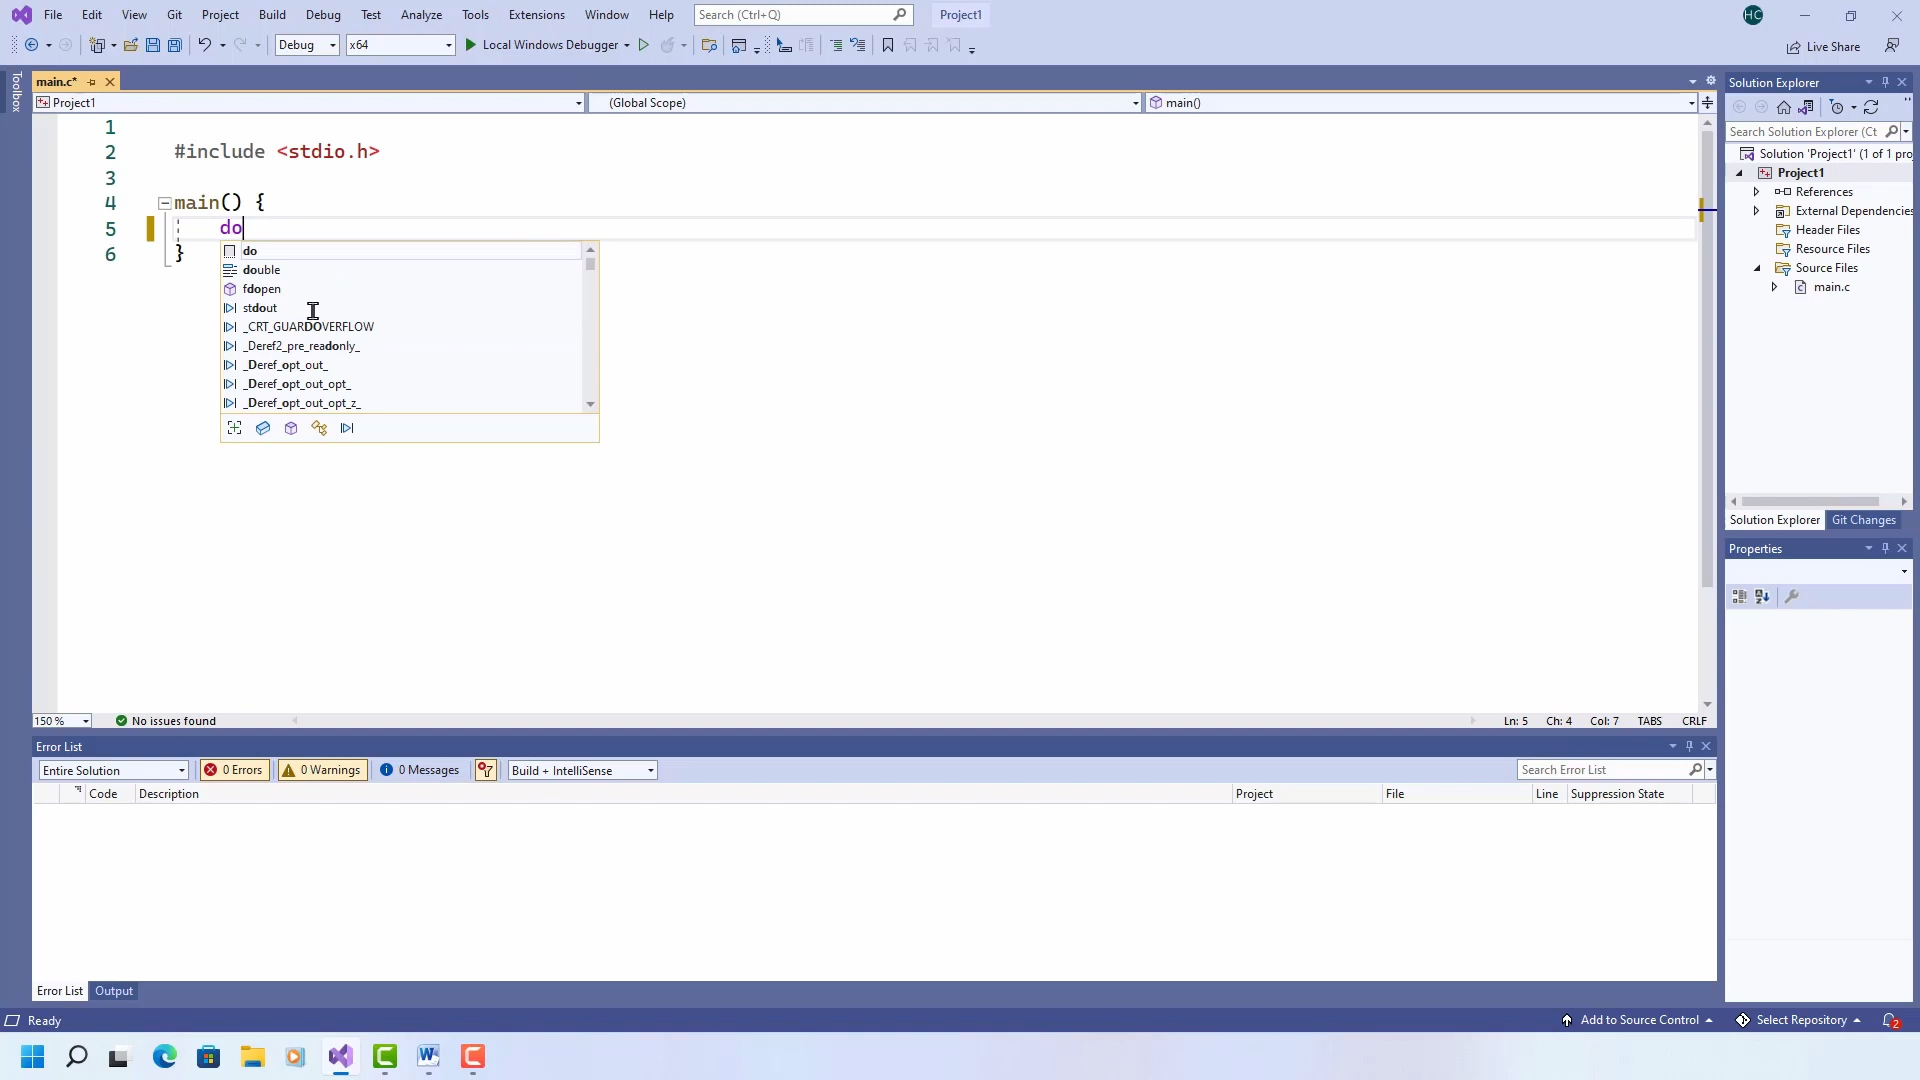 File Edit View Git Project Build Debug Test Analyze Tools Extensions Window Help Search (Ctrl+Q) Project1 HC
Debug x64 Local Windows Debugger Live Share
Toolbox
main.c*
Project1 (Global Scope) main()
1
2 #include <stdio.h>
3
4 main() {
5 do
6 }
do
double
fdopen
stdout
_CRT_GUARDOVERFLOW
_Deref2_pre_readonly_
_Deref_opt_out_
_Deref_opt_out_opt_
_Deref_opt_out_opt_z_
150 % No issues found Ln: 5 Ch: 4 Col: 7 TABS CRLF
Error List
Entire Solution 0 Errors 0 Warnings 0 Messages Build + IntelliSense Search Error List
Code Description Project File Line Suppression State
Error List Output
Solution Explorer
Search Solution Explorer (Ct
Solution 'Project1' (1 of 1 pro
Project1
References
External Dependencies
Header Files
Resource Files
Source Files
main.c
Solution Explorer Git Changes
Properties
Ready Add to Source Control Select Repository 2